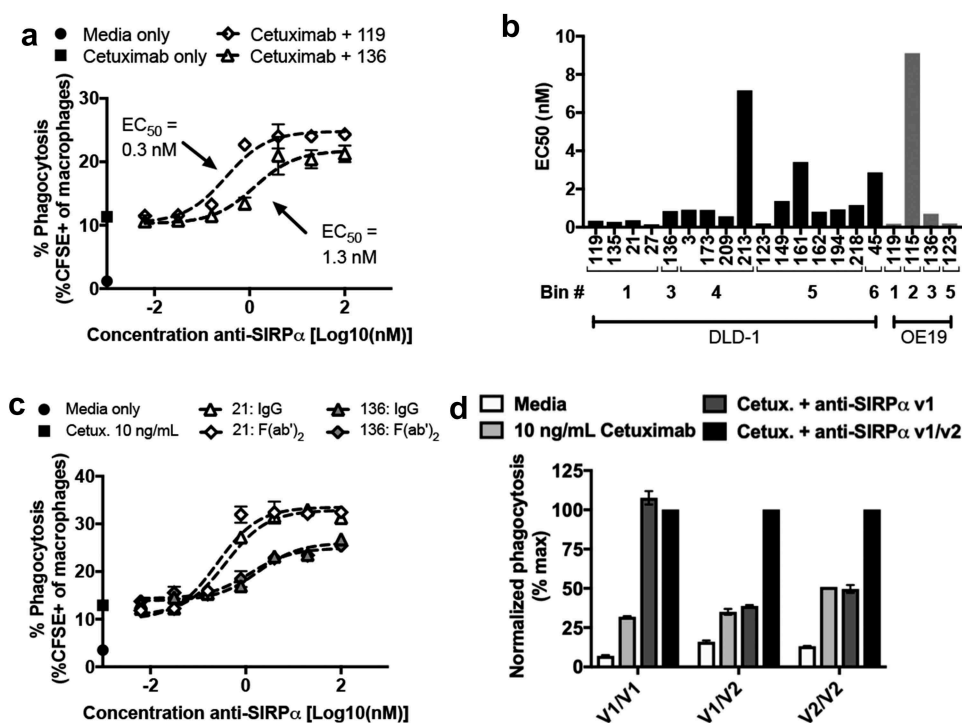 a
Media only
Cetuximab + 119
Cetuximab only
Cetuximab + 136
% Phagocytosis
(%CFSE+ of macrophages)
30
20
10
0
EC50 =
0.3 nM
EC50 =
1.3 nM
-2 0 2
Concentration anti-SIRPα [Log10(nM)]
b
EC50 (nM)
10
8
6
4
2
0
119 135 21 27 136 3 173 209 213 123 149 161 162 194 218 45 119 115 136 123
Bin # 1 3 4 5 6 1 2 3 5
DLD-1 OE19
c
Media only
21: IgG
136: IgG
Cetux. 10 ng/mL
21: F(ab')2
136: F(ab')2
% Phagocytosis
(%CFSE+ of macrophages)
40
30
20
10
0
-2 0 2
Concentration anti-SIRPα [Log10(nM)]
d
Media
Cetux. + anti-SIRPα v1
10 ng/mL Cetuximab
Cetux. + anti-SIRPα v1/v2
Normalized phagocytosis
(% max)
125
100
75
50
25
0
V1/V1 V1/V2 V2/V2